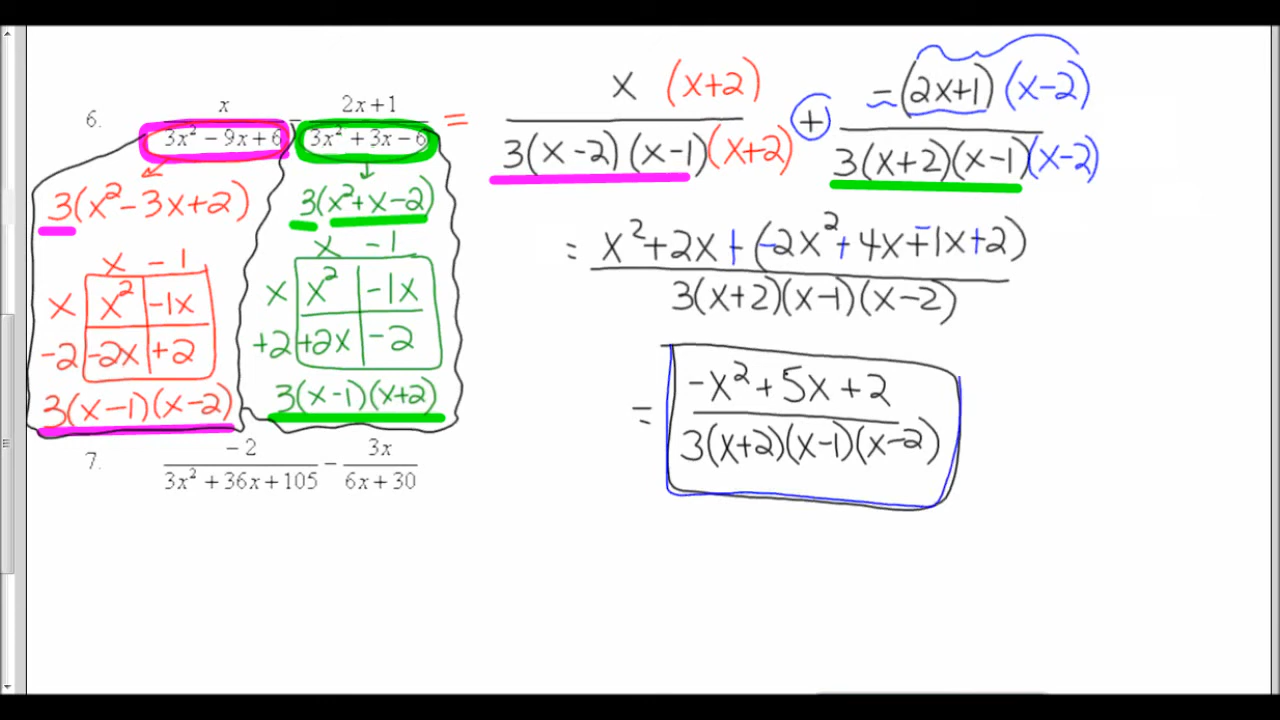 6. x / (3x² − 9x + 6) − (2x + 1) / (3x² + 3x − 6) =
3(x² − 3x + 2)
x −1
x x² −1x
−2 −2x +2
3(x−1)(x−2)
3(x² + x − 2)
x −1
x x² −1x
+2 +2x −2
3(x−1)(x+2)
x (x+2) / 3(x−2)(x−1)(x+2) + −(2x+1)(x−2) / 3(x+2)(x−1)(x−2)
= x² + 2x + (−2x² + 4x − 1x + 2) / 3(x+2)(x−1)(x−2)
= −x² + 5x + 2 / 3(x+2)(x−1)(x−2)
7. −2 / (3x² + 36x + 105) − 3x / (6x + 30)